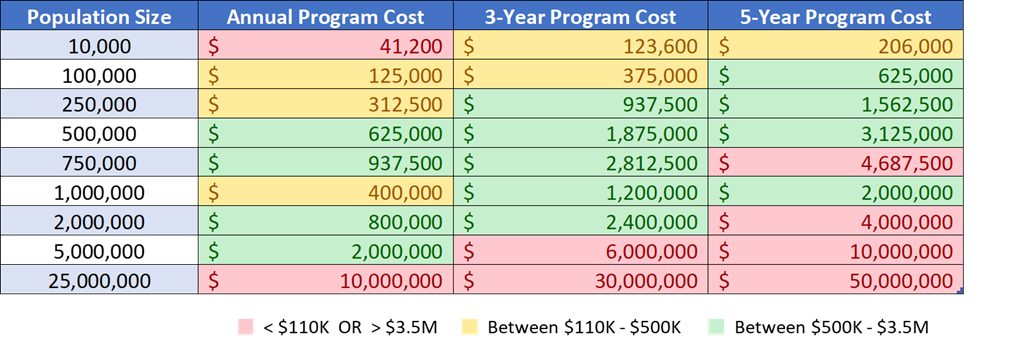 Population Size Annual Program Cost 3-Year Program Cost 5-Year Program Cost
10,000 $ 41,200 $ 123,600 $ 206,000
100,000 $ 125,000 $ 375,000 $ 625,000
250,000 $ 312,500 $ 937,500 $ 1,562,500
500,000 $ 625,000 $ 1,875,000 $ 3,125,000
750,000 $ 937,500 $ 2,812,500 $ 4,687,500
1,000,000 $ 400,000 $ 1,200,000 $ 2,000,000
2,000,000 $ 800,000 $ 2,400,000 $ 4,000,000
5,000,000 $ 2,000,000 $ 6,000,000 $ 10,000,000
25,000,000 $ 10,000,000 $ 30,000,000 $ 50,000,000
< $110K OR > $3.5M Between $110K - $500K Between $500K - $3.5M